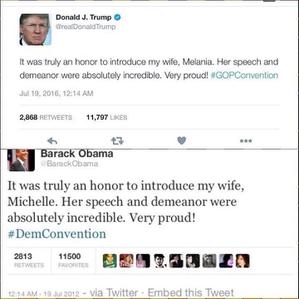 Donald J. Trump
@realDonaldTrump
It was truly an honor to introduce my wife, Melania. Her speech and
demeanor were absolutely incredible. Very proud! #GOPConvention
Jul 19, 2016, 12:14 AM
2,868 RETWEETS 11,797 LIKES
Barack Obama
@BarackObama
It was truly an honor to introduce my wife,
Michelle. Her speech and demeanor were
absolutely incredible. Very proud!
#DemConvention
2813 11500
RETWEETS FAVORITES
12:14 AM - 19 Jul 2012 - via Twitter · Embed this Tweet